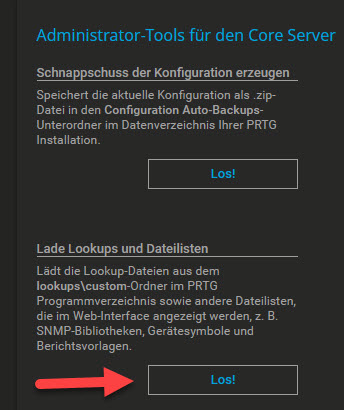 Administrator-Tools für den Core Server
Schnappschuss der Konfiguration erzeugen
Speichert die aktuelle Konfiguration als .zip-
Datei in den Configuration Auto-Backups-
Unterordner im Datenverzeichnis Ihrer PRTG
Installation.
Los!
Lade Lookups und Dateilisten
Lädt die Lookup-Dateien aus dem
lookups\custom-Ordner im PRTG
Programmverzeichnis sowie andere Dateilisten,
die im Web-Interface angezeigt werden, z. B.
SNMP-Bibliotheken, Gerätesymbole und
Berichtsvorlagen.
Los!